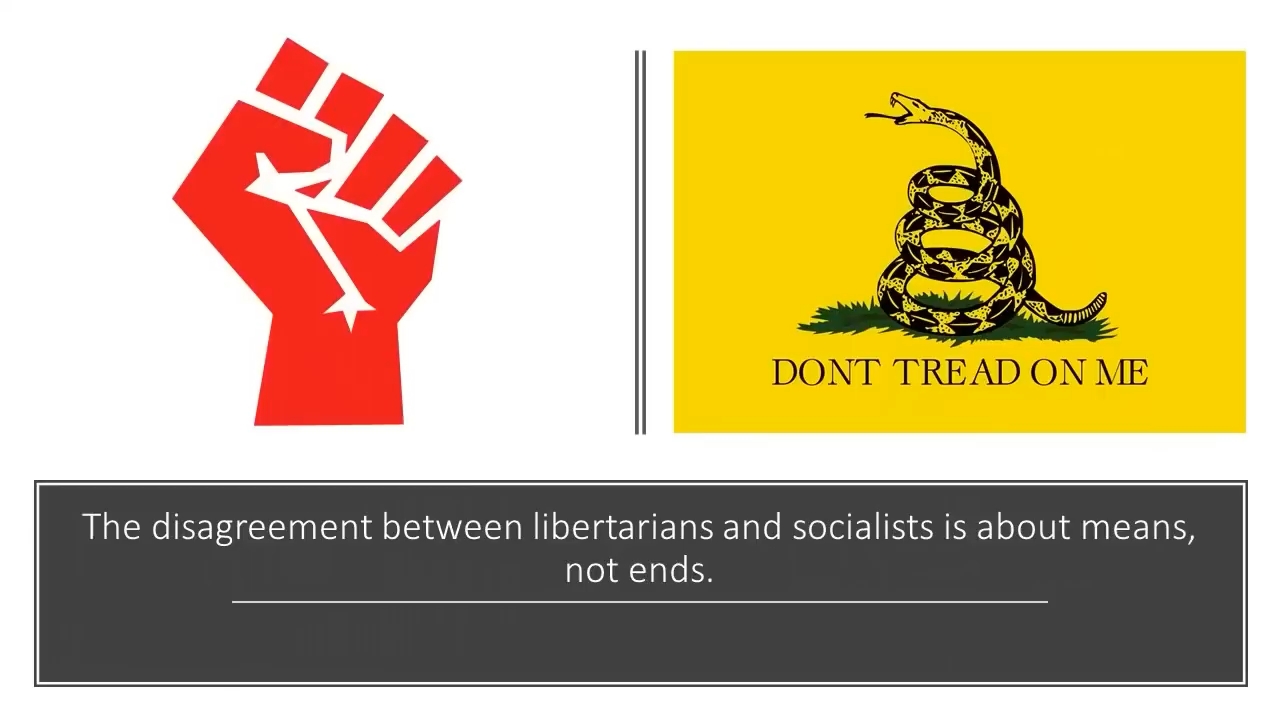 DONT TREAD ON ME
The disagreement between libertarians and socialists is about means,
not ends.